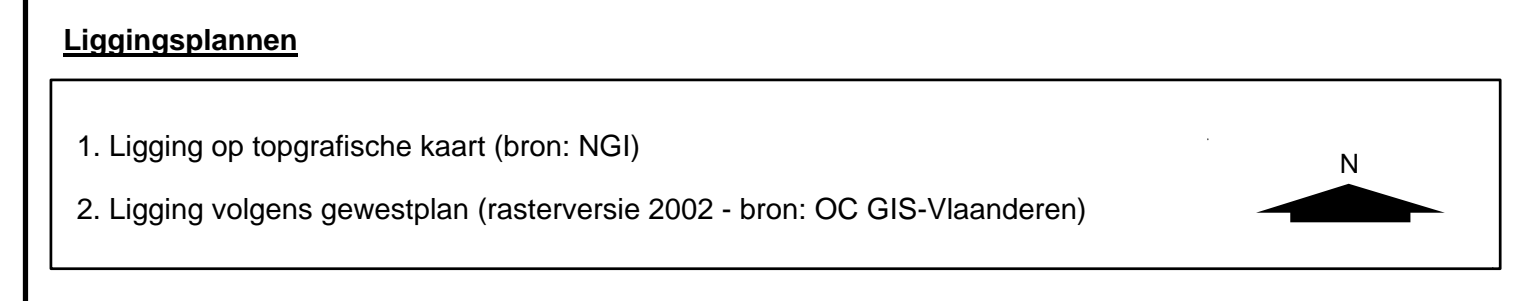 Liggingsplannen
1. Ligging op topgrafische kaart (bron: NGI)
N
2. Ligging volgens gewestplan (rasterversie 2002 - bron: OC GIS-Vlaanderen)